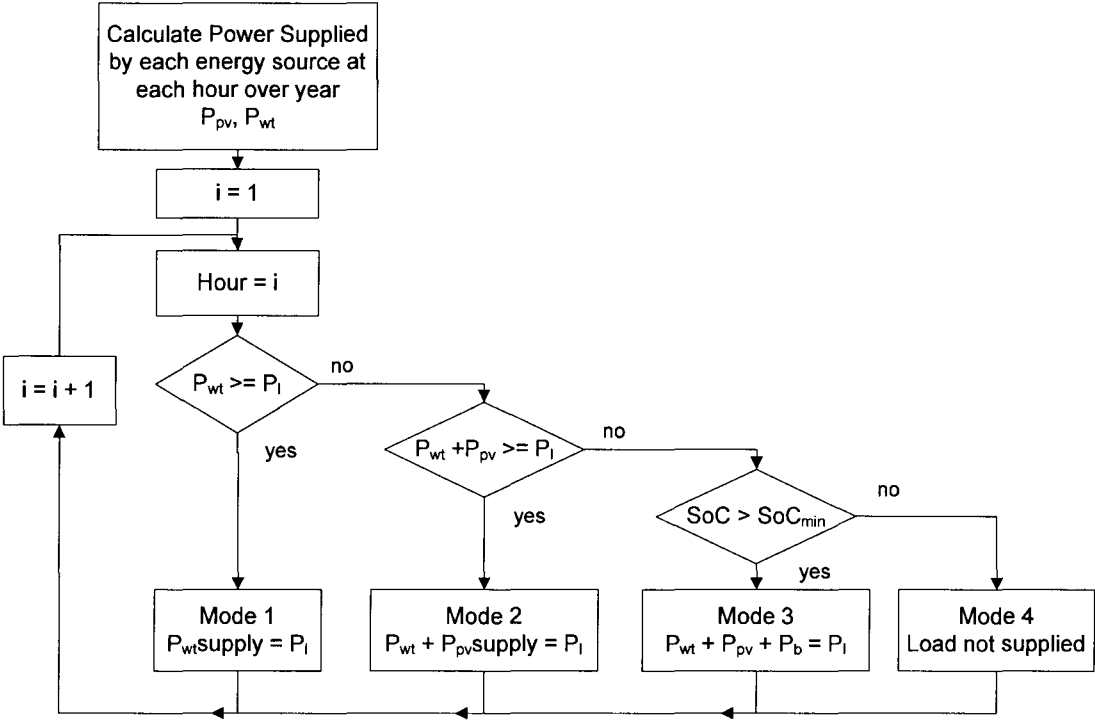 Calculate Power Supplied
by each energy source at
each hour over year
Ppv, Pwt
i = 1
Hour = i
i = i + 1
Pwt >= Pl
no
yes
Pwt +Ppv >= Pl
no
yes
SoC > SoCmin
no
yes
Mode 1
Pwtsupply = Pl
Mode 2
Pwt + Ppvsupply = Pl
Mode 3
Pwt + Ppv + Pb = Pl
Mode 4
Load not supplied